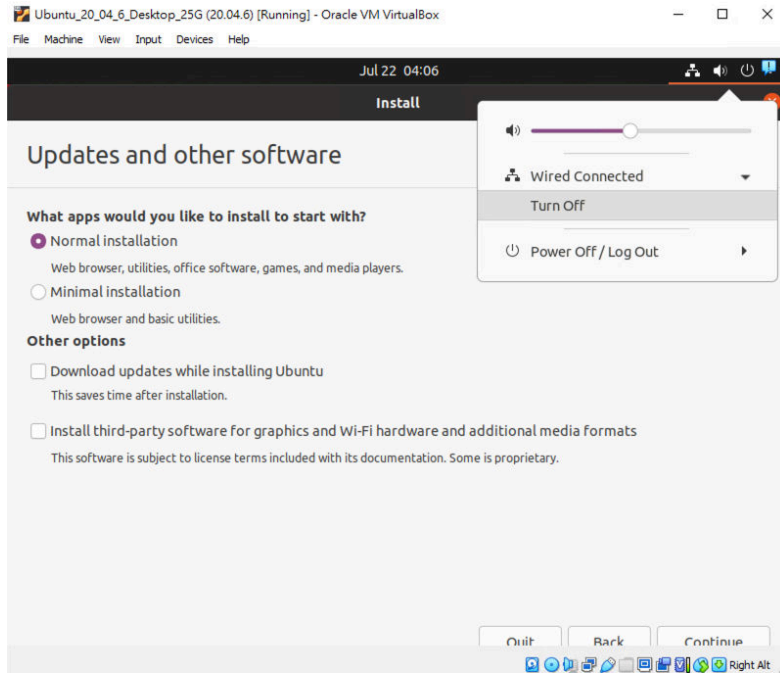 Ubuntu_20_04_6_Desktop_25G (20.04.6) [Running] - Oracle VM VirtualBox
File Machine View Input Devices Help
Jul 22 04:06
Install
Updates and other software
Wired Connected
Turn Off
Power Off / Log Out
What apps would you like to install to start with?
Normal installation
Web browser, utilities, office software, games, and media players.
Minimal installation
Web browser and basic utilities.
Other options
Download updates while installing Ubuntu
This saves time after installation.
Install third-party software for graphics and Wi-Fi hardware and additional media formats
This software is subject to license terms included with its documentation. Some is proprietary.
Quit Back Continue
Right Alt